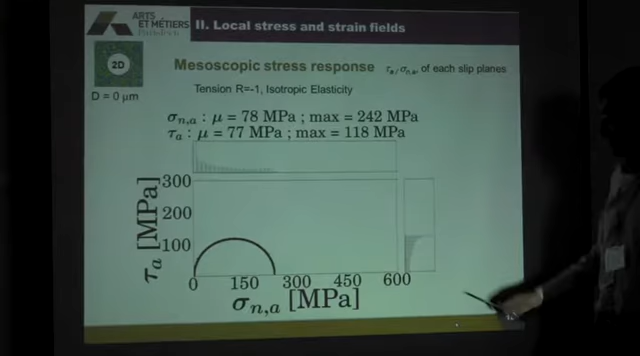 ARTS
ET MÉTIERS
ParisTech
II. Local stress and strain fields
2D
D = 0 µm
Mesoscopic stress response τa/σn,a, of each slip planes
Tension R=-1, Isotropic Elasticity
σn,a : μ = 78 MPa ; max = 242 MPa
τa : μ = 77 MPa ; max = 118 MPa
τa [MPa]
300
200
100
0 150 300 450 600
σn,a [MPa]